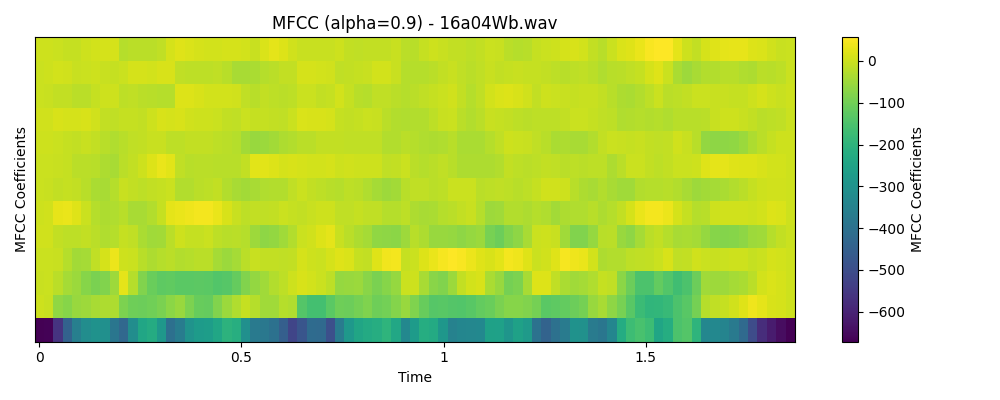 MFCC (alpha=0.9) - 16a04Wb.wav
MFCC Coefficients
0
0.5
1
1.5
Time
0
−100
−200
−300
−400
−500
−600
MFCC Coefficients